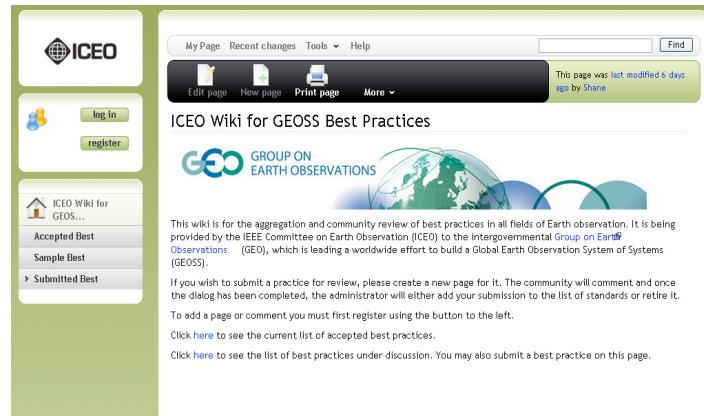 ICEO
My Page Recent changes Tools Help
Find
Edit page New page Print page More
This page was last modified 6 days
ago by Shane
log in
register
ICEO Wiki for GEOSS Best Practices
GEO GROUP ON
EARTH OBSERVATIONS
ICEO Wiki for
GEOS...
Accepted Best
Sample Best
Submitted Best
This wiki is for the aggregation and community review of best practices in all fields of Earth observation. It is being
provided by the IEEE Committee on Earth Observation (ICEO) to the intergovernmental Group on Earth
Observations (GEO), which is leading a worldwide effort to build a Global Earth Observation System of Systems
(GEOSS).
If you wish to submit a practice for review, please create a new page for it. The community will comment and once
the dialog has been completed, the administrator will either add your submission to the list of standards or retire it.
To add a page or comment you must first register using the button to the left.
Click here to see the current list of accepted best practices.
Click here to see the list of best practices under discussion. You may also submit a best practice on this page.